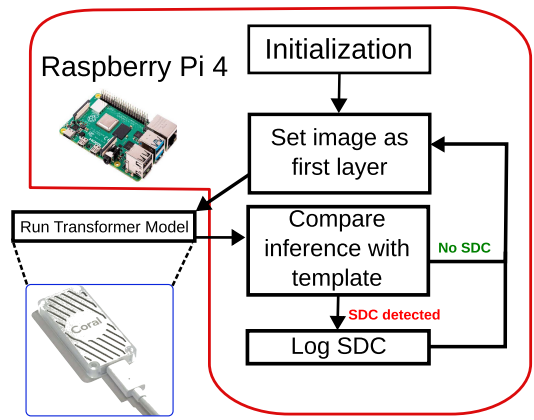 Initialization
Raspberry Pi 4
Set image as
first layer
Run Transformer Model
Compare
inference with
template
No SDC
SDC detected
Log SDC
Coral